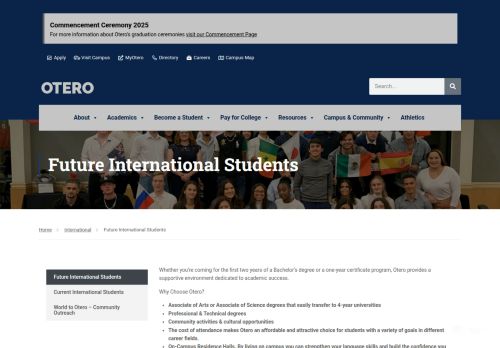 Commencement Ceremony 2025
For more information about Otero's graduation ceremonies visit our Commencement Page
Apply
Visit Campus
MyOtero
Directory
Careers
Campus Map
OTERO
Search...
About
Academics
Become a Student
Pay for College
Resources
Campus & Community
Athletics
Future International Students
Home
International
Future International Students
Future International Students
Current International Students
World to Otero – Community
Outreach
Whether you're coming for the first two years of a Bachelor's degree or a one-year certificate program, Otero provides a
supportive environment dedicated to academic success.
Why Choose Otero?
Associate of Arts or Associate of Science degrees that easily transfer to 4-year universities
Professional & Technical degrees
Community activities & cultural opportunities
The cost of attendance makes Otero an affordable and attractive choice for students with a variety of goals in different
career fields.
On-Campus Residence Halls. By living on campus you can strengthen your language skills and build the confidence you